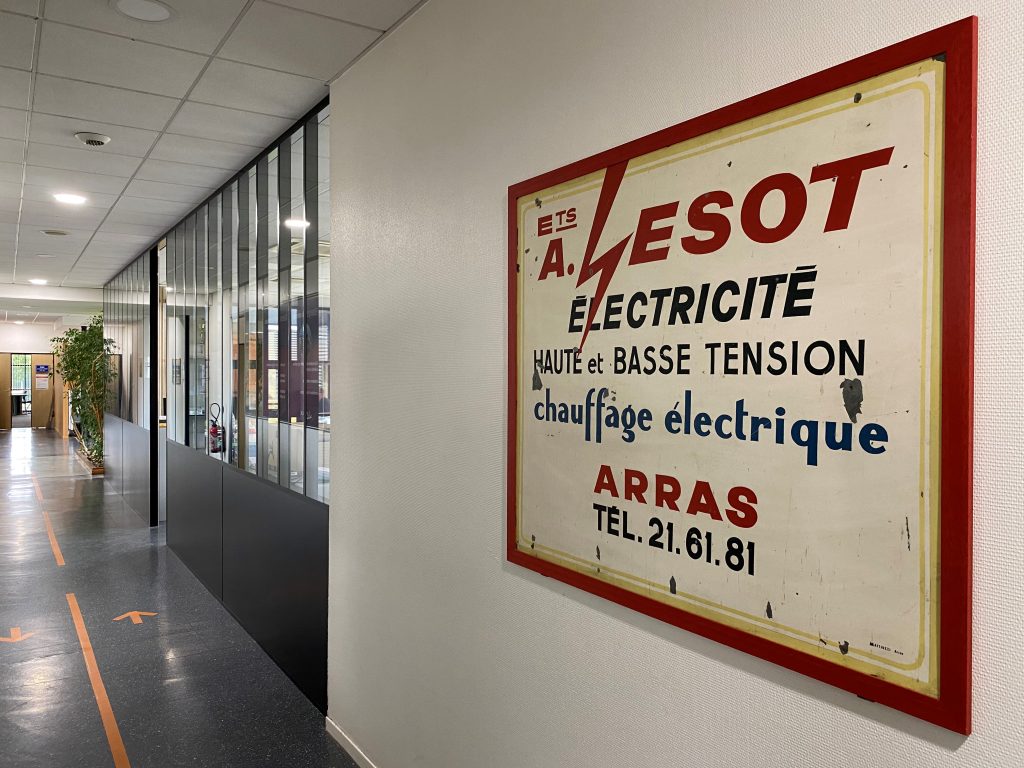 ETS
A. LESOT
ÉLECTRICITÉ
HAUTE et BASSE TENSION
chauffage électrique
ARRAS
TÉL. 21.61.81